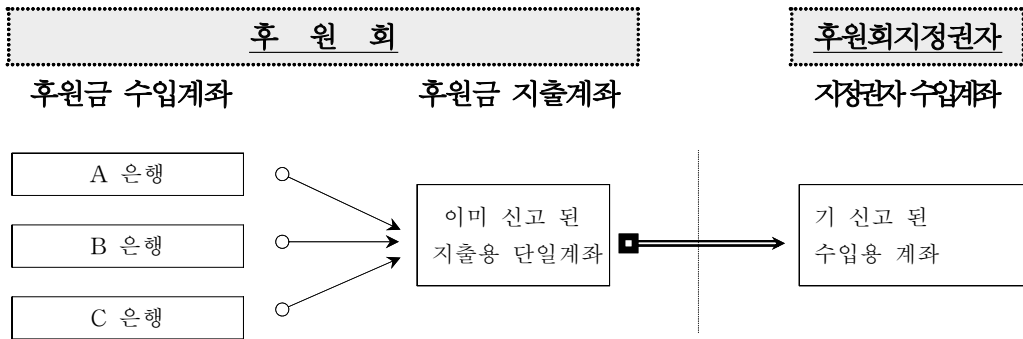 후 원 회
후원회지정권자
후원금 수입계좌
후원금 지출계좌
지정권자 수입계좌
A 은행
B 은행
C 은행
이미 신고 된
지출용 단일계좌
기 신고 된
수입용 계좌